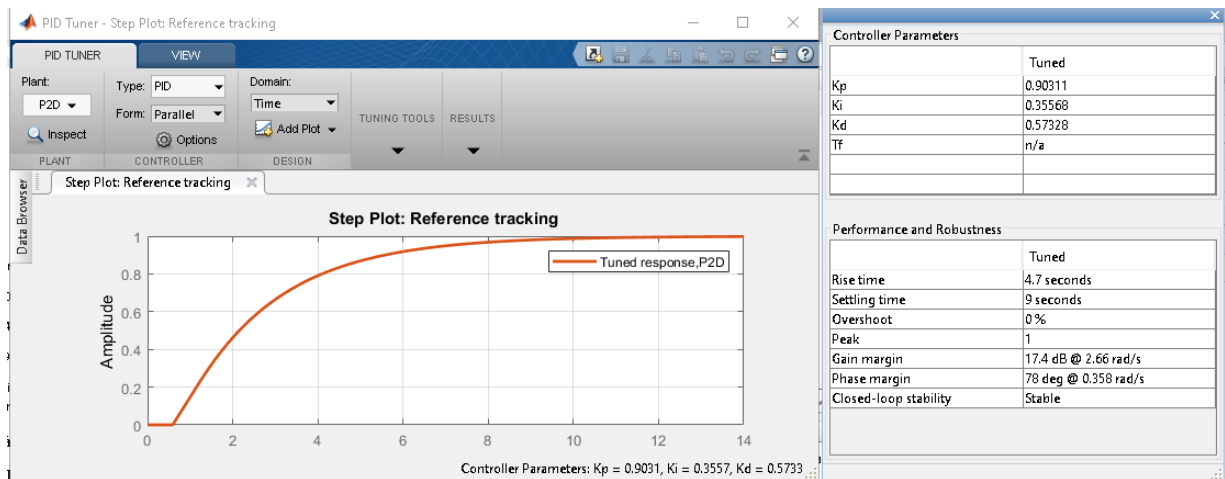 PID Tuner - Step Plot: Reference tracking
PID TUNER
VIEW
Plant:
P2D
Inspect
PLANT
Type: PID
Form: Parallel
Options
CONTROLLER
Domain:
Time
Add Plot
DESIGN
TUNING TOOLS
RESULTS
Data Browser
Step Plot: Reference tracking
Step Plot: Reference tracking
Amplitude
1
0.8
0.6
0.4
0.2
0
0 2 4 6 8 10 12 14
Tuned response,P2D
Controller Parameters: Kp = 0.9031, Ki = 0.3557, Kd = 0.5733
Controller Parameters
Tuned
Kp 0.90311
Ki 0.35568
Kd 0.57328
Tf n/a
Performance and Robustness
Tuned
Rise time 4.7 seconds
Settling time 9 seconds
Overshoot 0 %
Peak 1
Gain margin 17.4 dB @ 2.66 rad/s
Phase margin 78 deg @ 0.358 rad/s
Closed-loop stability Stable